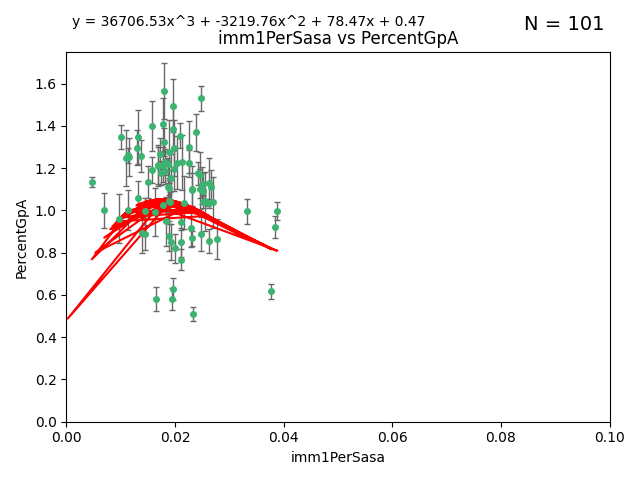 y = 36706.53x^3 + -3219.76x^2 + 78.47x + 0.47
N = 101
imm1PerSasa vs PercentGpA
PercentGpA
1.6
1.4
1.2
1.0
0.8
0.6
0.4
0.2
0.0
0.00 0.02 0.04 0.06 0.08 0.10
imm1PerSasa